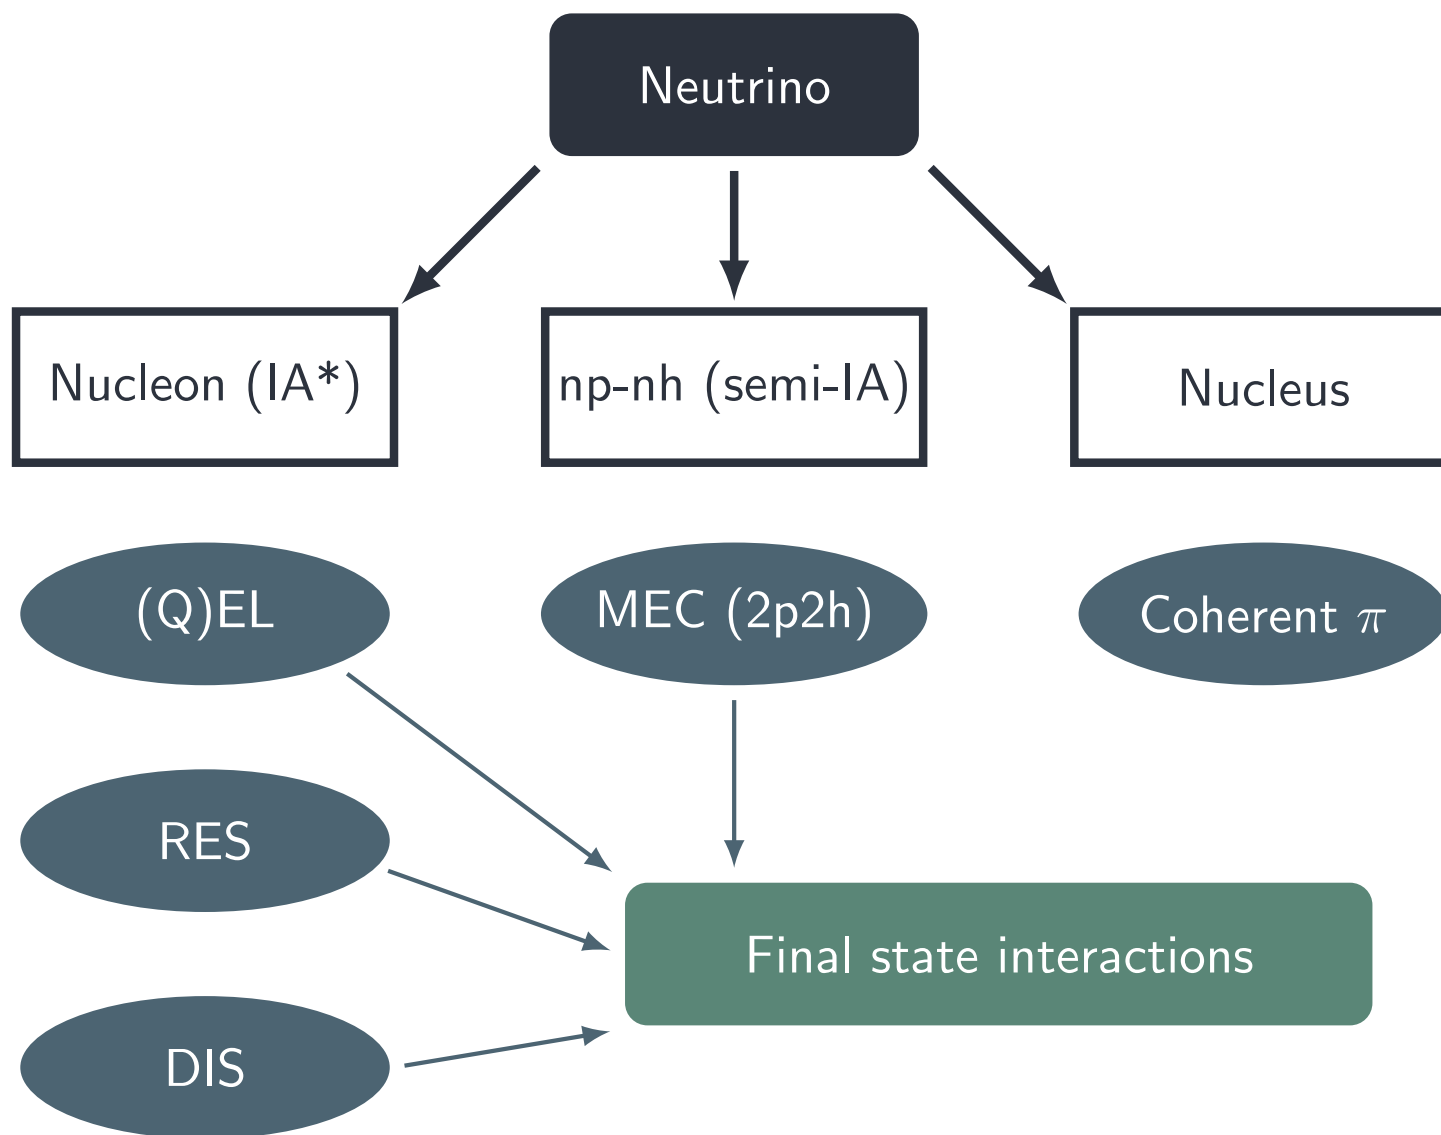 Neutrino
Nucleon (IA*)
np-nh (semi-IA)
Nucleus
(Q)EL
MEC (2p2h)
Coherent π
RES
Final state interactions
DIS